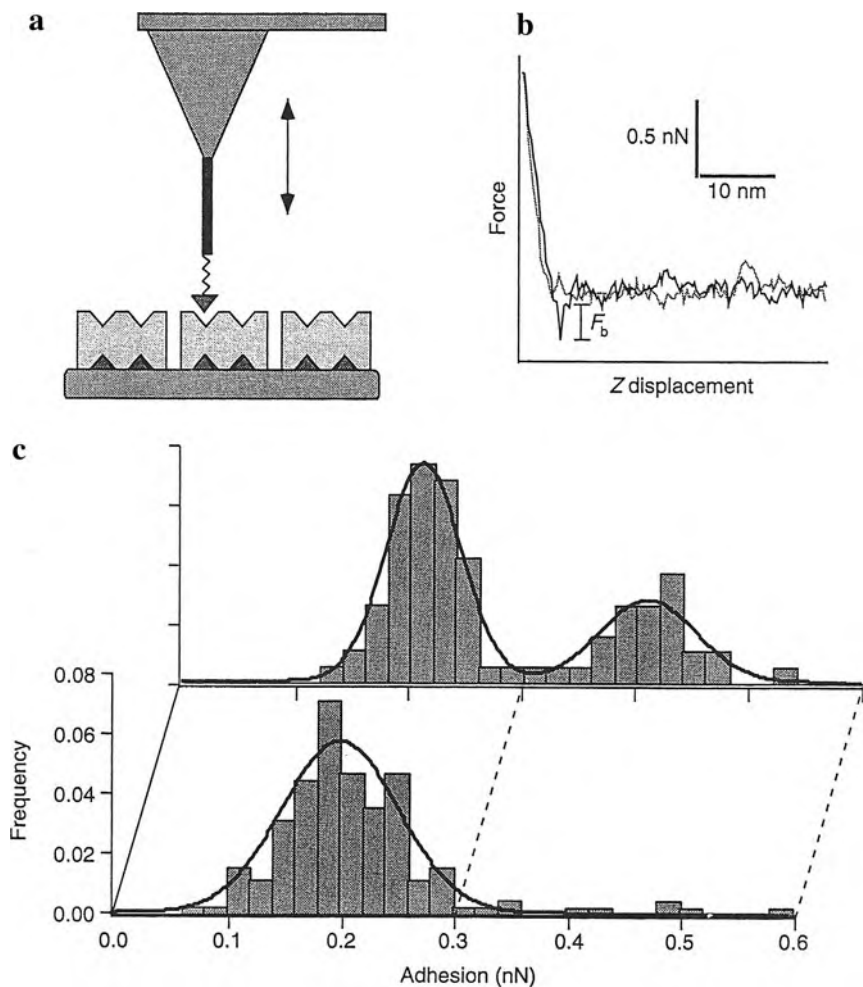 a
b
0.5 nN
10 nm
Force
F_b
Z displacement
c
0.08
0.06
0.04
0.02
0.00
Frequency
0.0 0.1 0.2 0.3 0.4 0.5 0.6
Adhesion (nN)